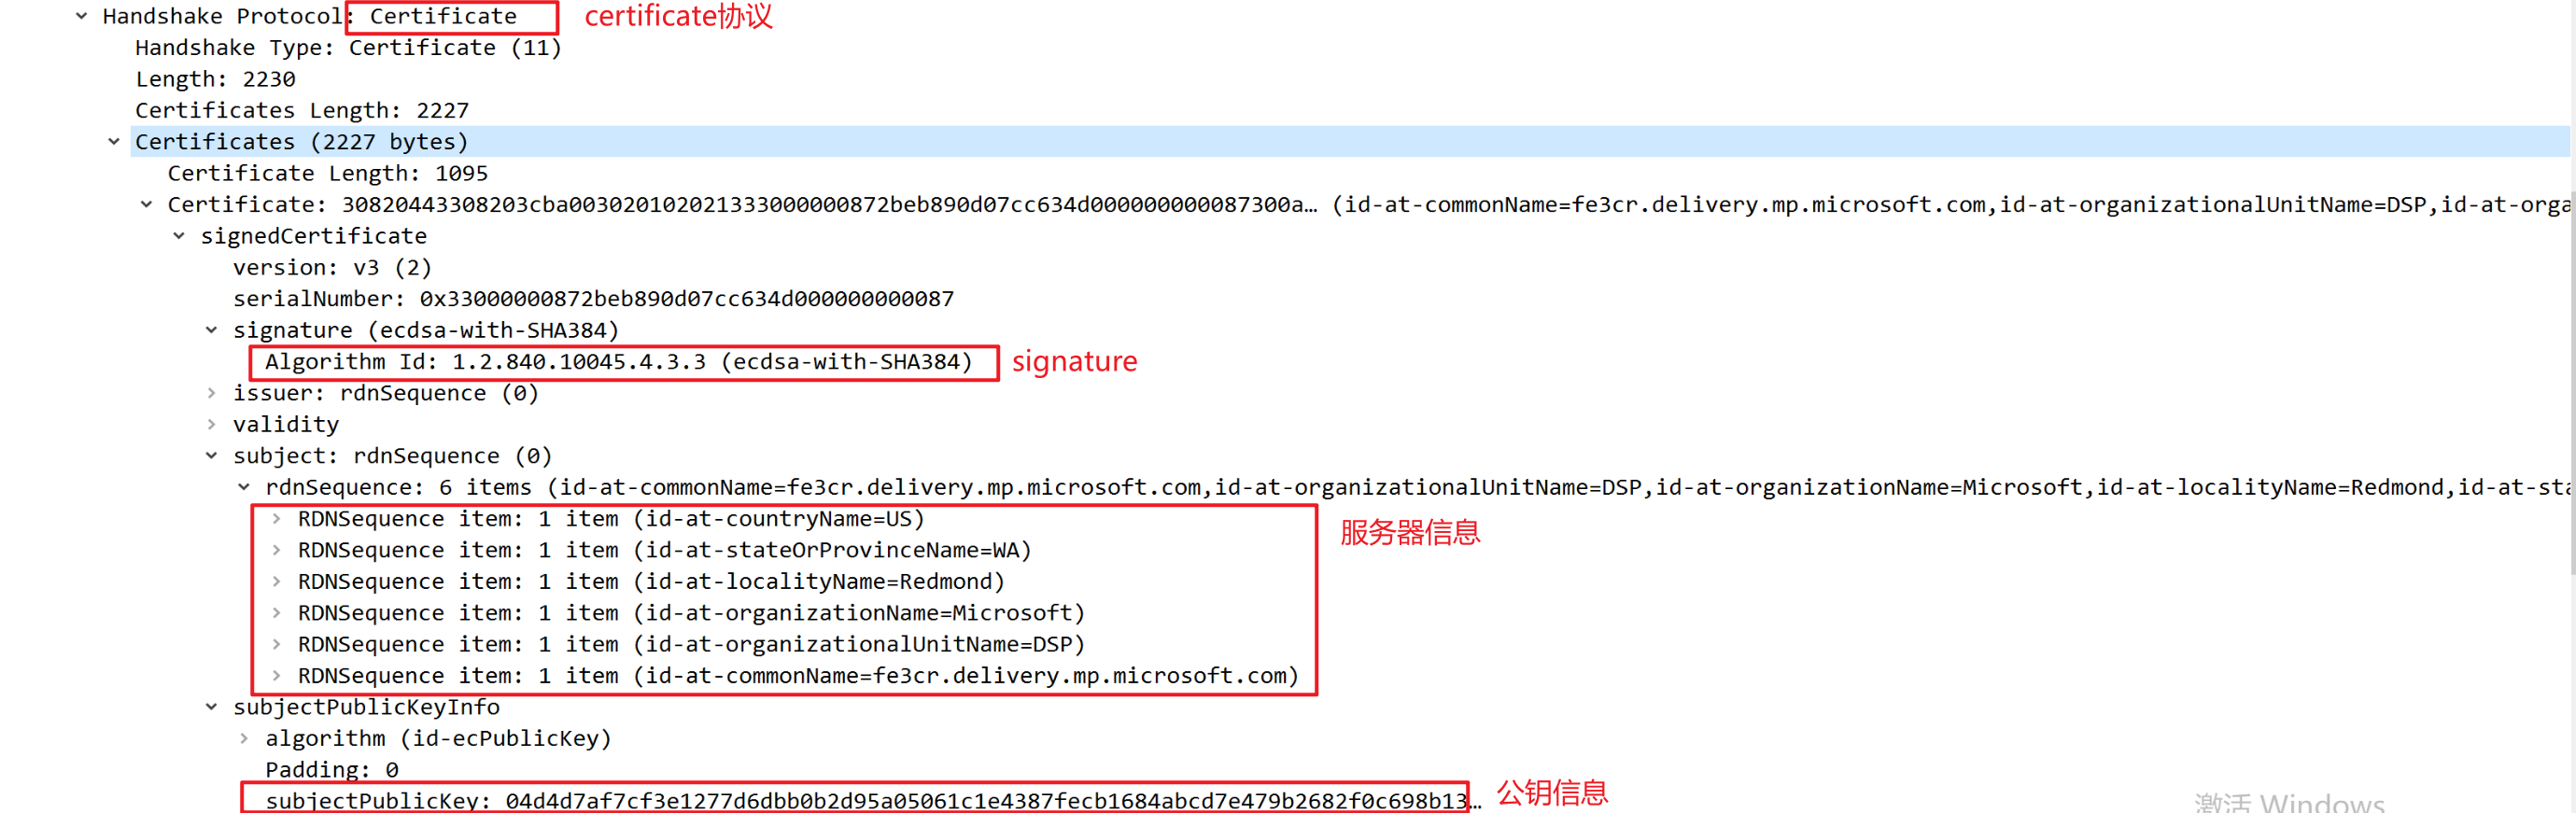 Handshake Protocol: Certificate certificate协议
Handshake Type: Certificate (11)
Length: 2230
Certificates Length: 2227
Certificates (2227 bytes)
Certificate Length: 1095
Certificate: 30820443308203cba003020102021333000000872beb890d07cc634d000000000087300a… (id-at-commonName=fe3cr.delivery.mp.microsoft.com,id-at-organizationalUnitName=DSP,id-at-orga
signedCertificate
version: v3 (2)
serialNumber: 0x33000000872beb890d07cc634d000000000087
signature (ecdsa-with-SHA384)
Algorithm Id: 1.2.840.10045.4.3.3 (ecdsa-with-SHA384) signature
issuer: rdnSequence (0)
validity
subject: rdnSequence (0)
rdnSequence: 6 items (id-at-commonName=fe3cr.delivery.mp.microsoft.com,id-at-organizationalUnitName=DSP,id-at-organizationName=Microsoft,id-at-localityName=Redmond,id-at-sta
RDNSequence item: 1 item (id-at-countryName=US) 服务器信息
RDNSequence item: 1 item (id-at-stateOrProvinceName=WA)
RDNSequence item: 1 item (id-at-localityName=Redmond)
RDNSequence item: 1 item (id-at-organizationName=Microsoft)
RDNSequence item: 1 item (id-at-organizationalUnitName=DSP)
RDNSequence item: 1 item (id-at-commonName=fe3cr.delivery.mp.microsoft.com)
subjectPublicKeyInfo
algorithm (id-ecPublicKey)
Padding: 0
subjectPublicKey: 04d4d7af7cf3e1277d6dbb0b2d95a05061c1e4387fecb1684abcd7e479b2682f0c698b13… 公钥信息
激活 Windows